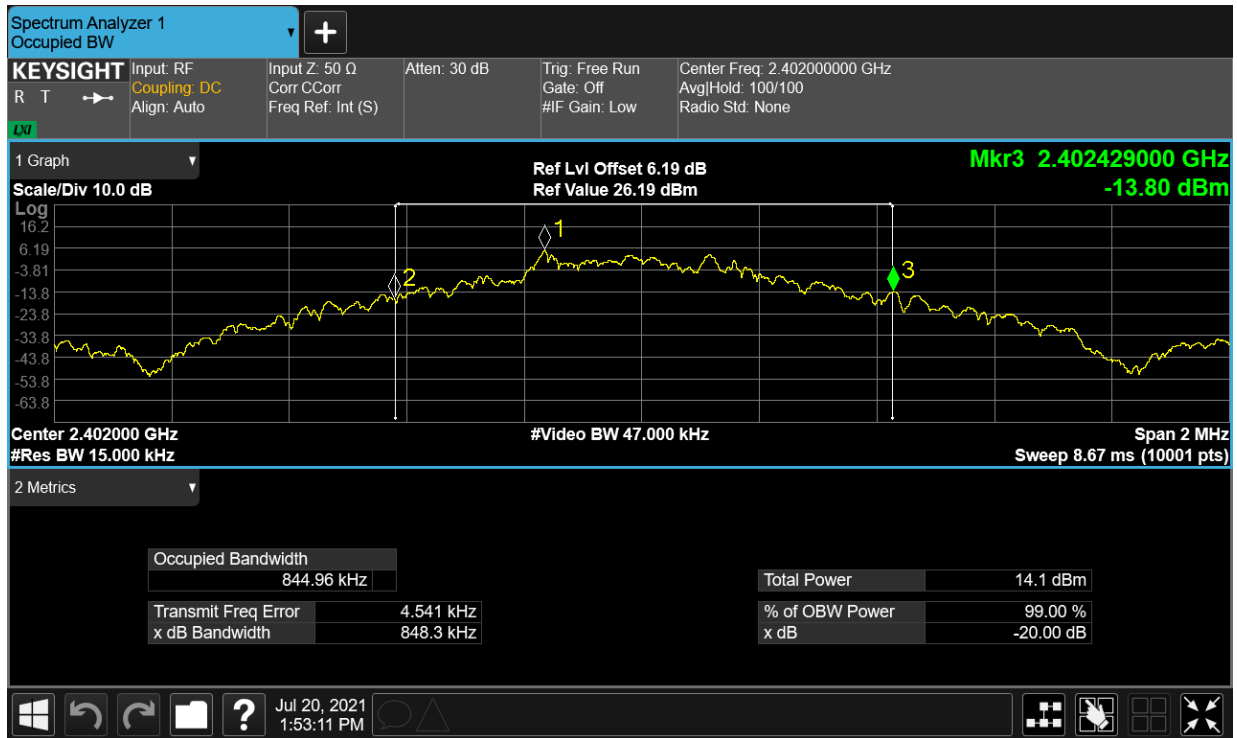 Spectrum Analyzer 1
Occupied BW
KEYSIGHT
R T
LXI
Input: RF
Coupling: DC
Align: Auto
Input Z: 50 Ω
Corr CCorr
Freq Ref: Int (S)
Atten: 30 dB
Trig: Free Run
Gate: Off
#IF Gain: Low
Center Freq: 2.402000000 GHz
Avg|Hold: 100/100
Radio Std: None
1 Graph
Scale/Div 10.0 dB
Ref Lvl Offset 6.19 dB
Ref Value 26.19 dBm
Mkr3 2.402429000 GHz
-13.80 dBm
Log
16.2
6.19
-3.81
-13.8
-23.8
-33.8
-43.8
-53.8
-63.8
1
2
3
Center 2.402000 GHz
#Video BW 47.000 kHz
Span 2 MHz
#Res BW 15.000 kHz
Sweep 8.67 ms (10001 pts)
2 Metrics
Occupied Bandwidth
844.96 kHz
Total Power 14.1 dBm
Transmit Freq Error 4.541 kHz
% of OBW Power 99.00 %
x dB Bandwidth 848.3 kHz
x dB -20.00 dB
?
Jul 20, 2021
1:53:11 PM